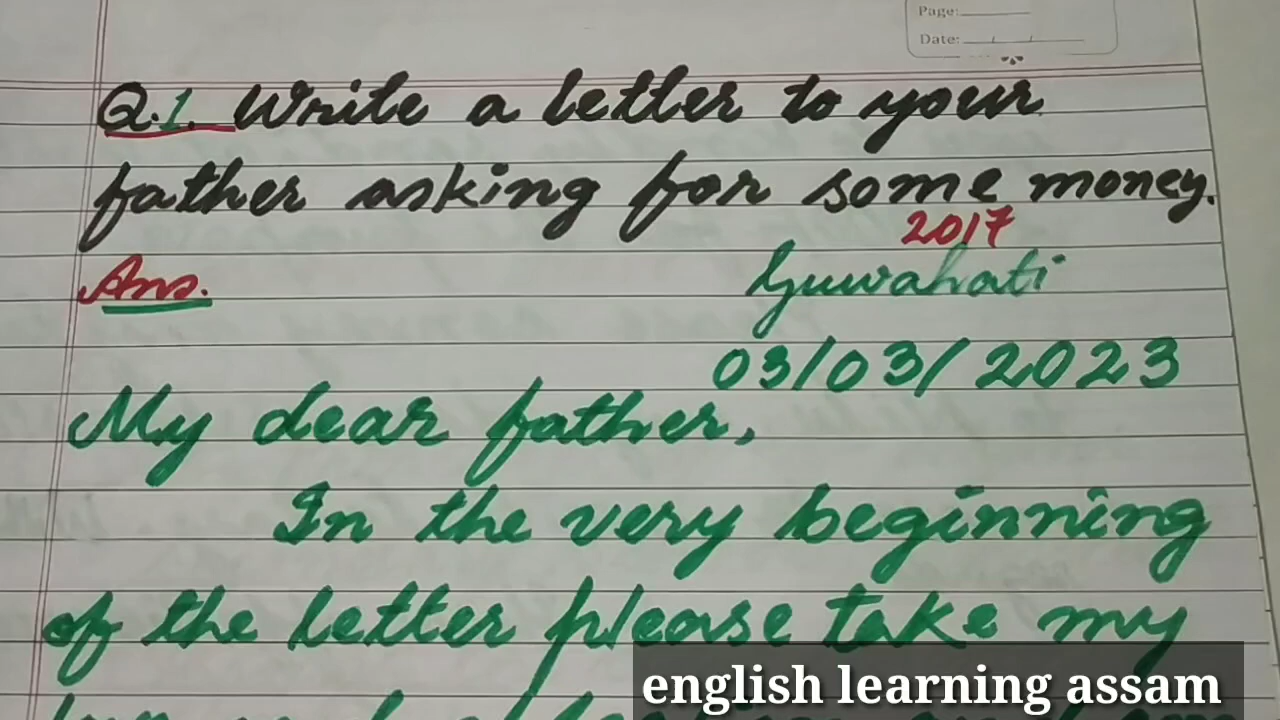 Page:
Date: / /
Q.1. Write a letter to your
father asking for some money.
2017
Ans.
Guwahati
03/03/2023
My dear father,
In the very beginning
of the letter please take my
english learning assam